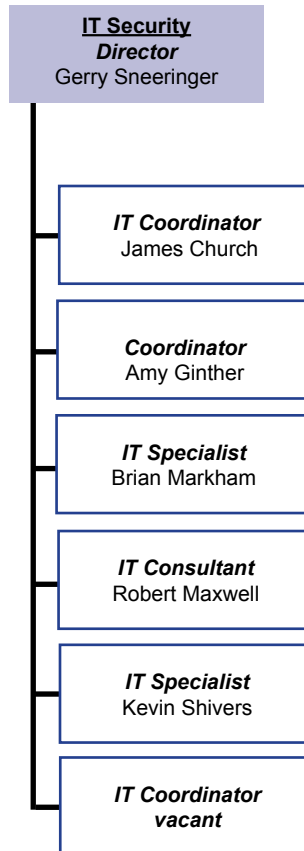 IT Security
Director
Gerry Sneeringer
IT Coordinator
James Church
Coordinator
Amy Ginther
IT Specialist
Brian Markham
IT Consultant
Robert Maxwell
IT Specialist
Kevin Shivers
IT Coordinator
vacant